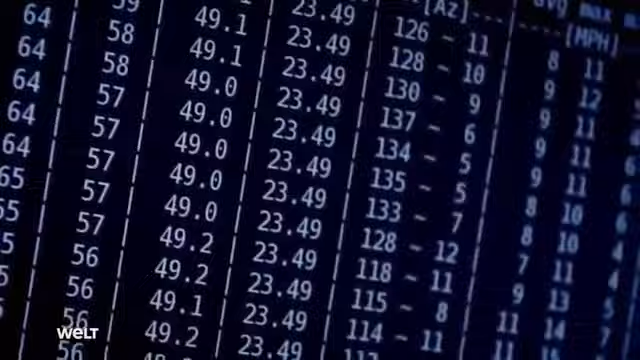 [Az]--- avg max
[MPH]
23.49 | 126 ~ 11 | 8 11
59 | 49.1 | 23.49 | 128 ~ 10 | 9 12
64 | 58 | 49.1 | 23.49 | 130 ~ 9 | 9 11
64 | 58 | 49.0 | 23.49 | 137 ~ 6 | 9 11
64 | 57 | 49.0 | 23.49 | 134 ~ 5 | 9 11
64 | 57 | 49.0 | 23.49 | 135 ~ 5 | 8 10
64 | 57 | 49.0 | 23.49 | 133 ~ 7 | 8 10
65 | 57 | 49.0 | 23.49 | 128 ~ 12 | 7 11
65 | 57 | 49.2 | 23.49 | 118 ~ 11 | 9 13
56 | 49.2 | 23.49 | 115 ~ 8 | 11 14
56 | 49.1 | 23.49 | 114 ~ 11
56 | 49.2
56
WELT